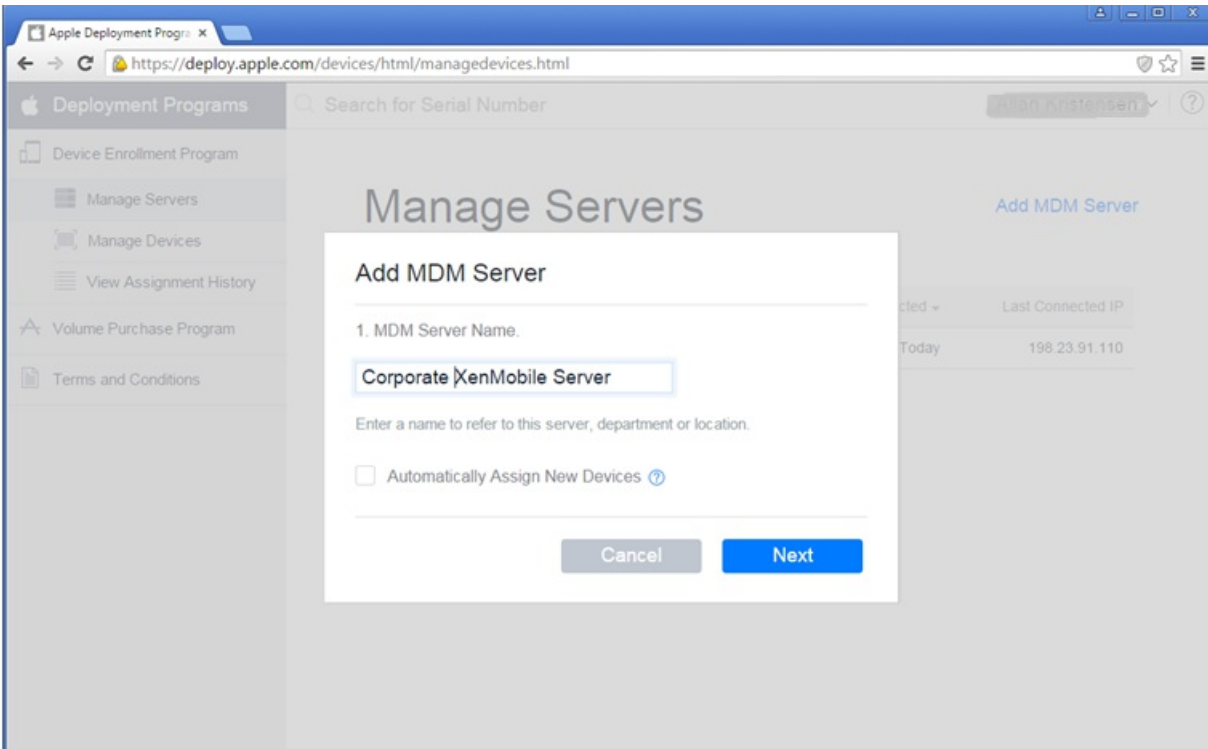 Apple Deployment Progra
https://deploy.apple.com/devices/html/managedevices.html
Deployment Programs
Search for Serial Number
Allan Kristensen
Device Enrollment Program
Manage Servers
Manage Devices
View Assignment History
Volume Purchase Program
Terms and Conditions
Manage Servers
Add MDM Server
cted
Last Connected IP
Today
198.23.91.110
Add MDM Server
1. MDM Server Name.
Corporate XenMobile Server
Enter a name to refer to this server, department or location.
Automatically Assign New Devices ?
Cancel
Next